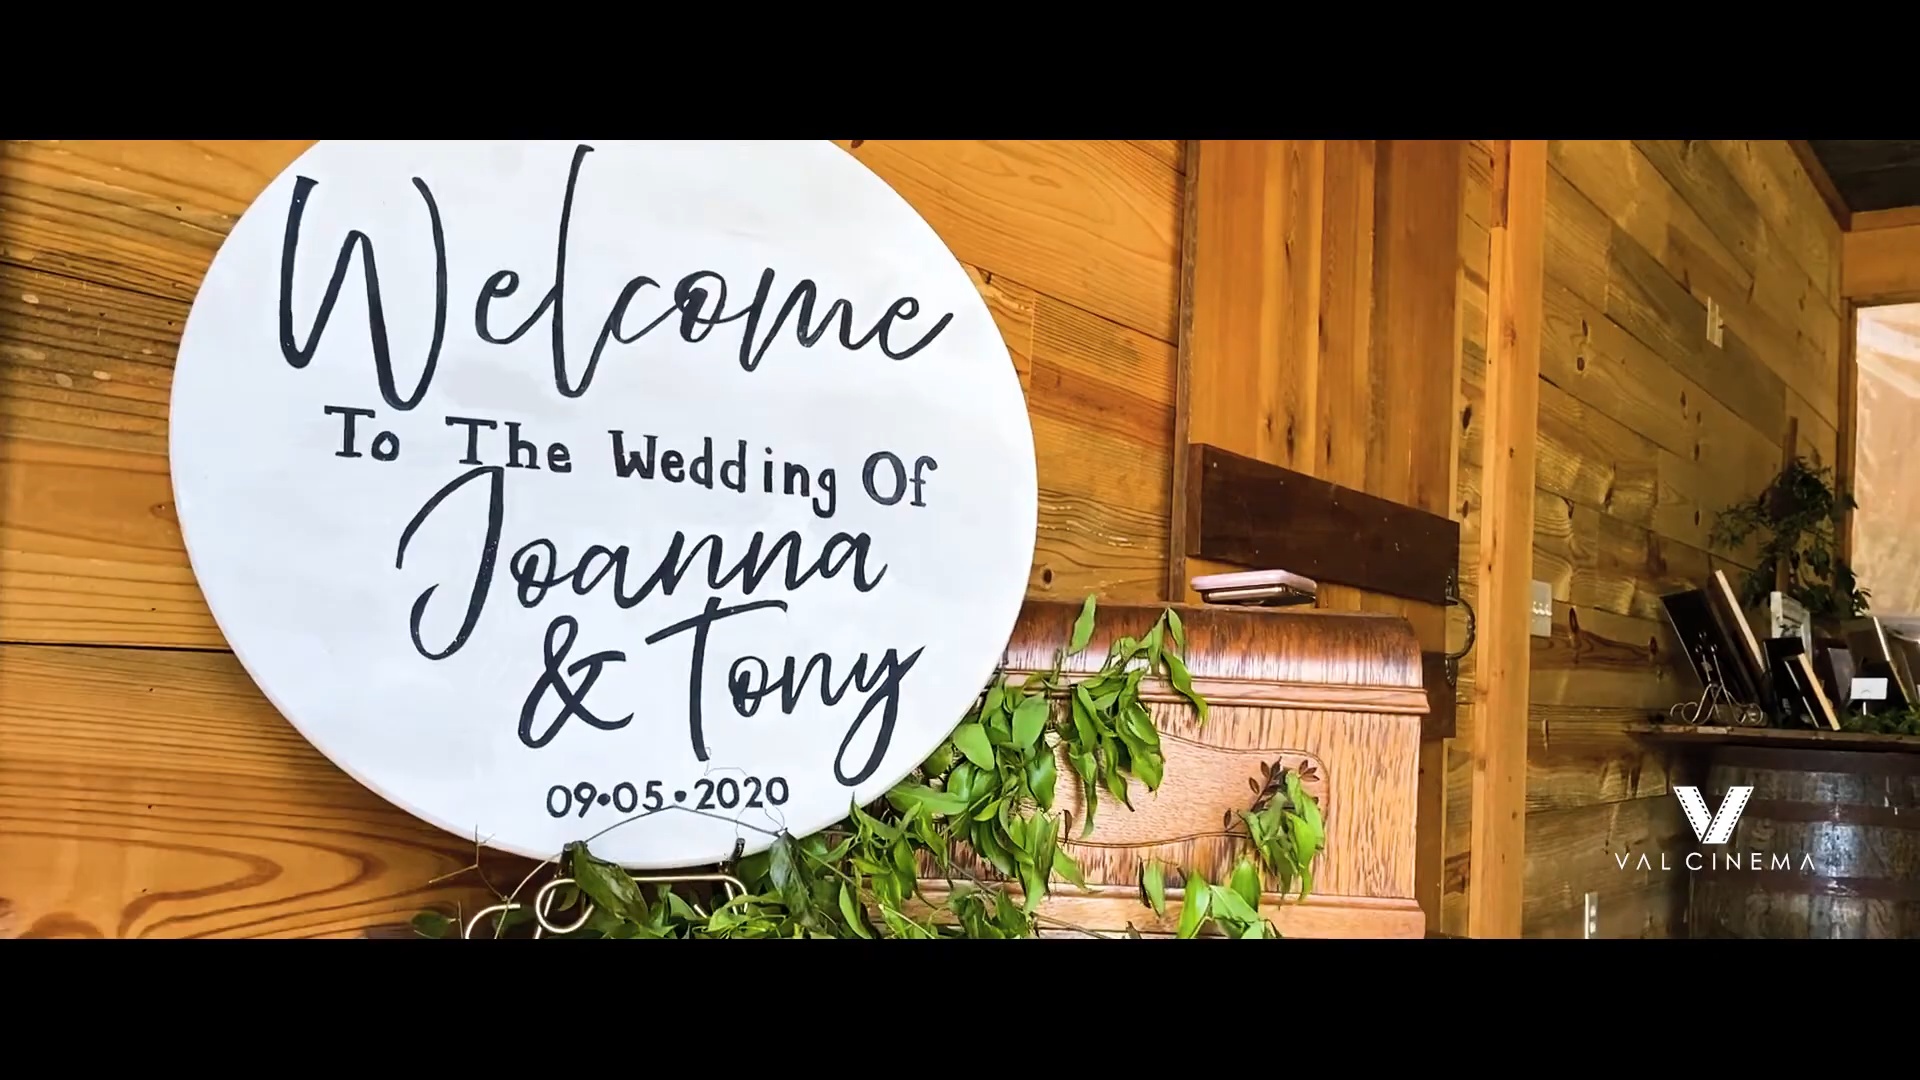 Welcome
To The Wedding Of
Joanna
& Tony
09•05•2020
VAL CINEMA